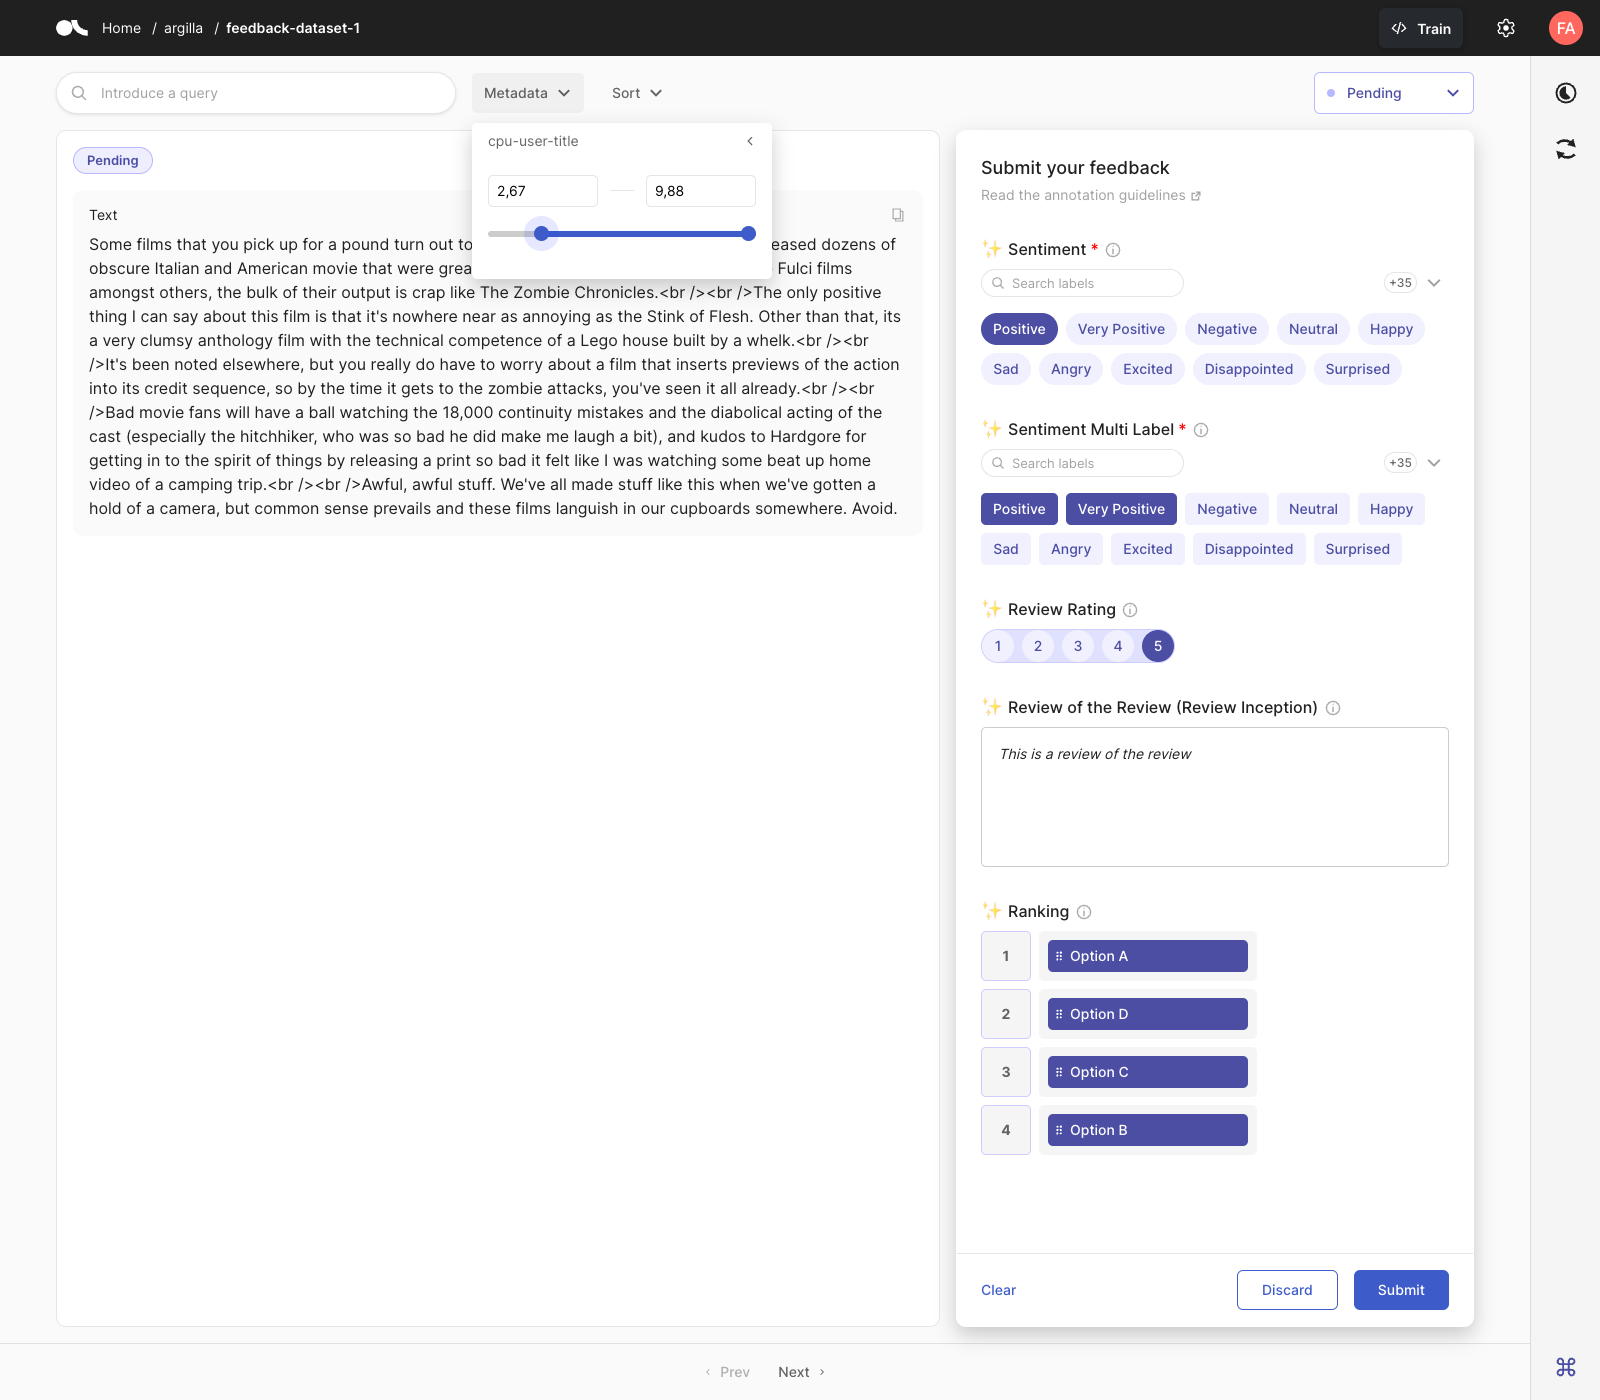 Home / argilla / feedback-dataset-1
Train
FA
Introduce a query
Metadata
Sort
Pending
cpu-user-title
2,67
9,88
Pending
Text
Some films that you pick up for a pound turn out to
eased dozens of
obscure Italian and American movie that were grea
Fulci films
amongst others, the bulk of their output is crap like The Zombie Chronicles.<br /><br />The only positive
thing I can say about this film is that it's nowhere near as annoying as the Stink of Flesh. Other than that, its
a very clumsy anthology film with the technical competence of a Lego house built by a whelk.<br /><br
/>It's been noted elsewhere, but you really do have to worry about a film that inserts previews of the action
into its credit sequence, so by the time it gets to the zombie attacks, you've seen it all already.<br /><br
/>Bad movie fans will have a ball watching the 18,000 continuity mistakes and the diabolical acting of the
cast (especially the hitchhiker, who was so bad he did make me laugh a bit), and kudos to Hardgore for
getting in to the spirit of things by releasing a print so bad it felt like I was watching some beat up home
video of a camping trip.<br /><br />Awful, awful stuff. We've all made stuff like this when we've gotten a
hold of a camera, but common sense prevails and these films languish in our cupboards somewhere. Avoid.
Submit your feedback
Read the annotation guidelines
Sentiment *
Search labels
+35
Positive Very Positive Negative Neutral Happy
Sad Angry Excited Disappointed Surprised
Sentiment Multi Label *
Search labels
+35
Positive Very Positive Negative Neutral Happy
Sad Angry Excited Disappointed Surprised
Review Rating
1 2 3 4 5
Review of the Review (Review Inception)
This is a review of the review
Ranking
1 Option A
2 Option D
3 Option C
4 Option B
Clear
Discard
Submit
Prev
Next